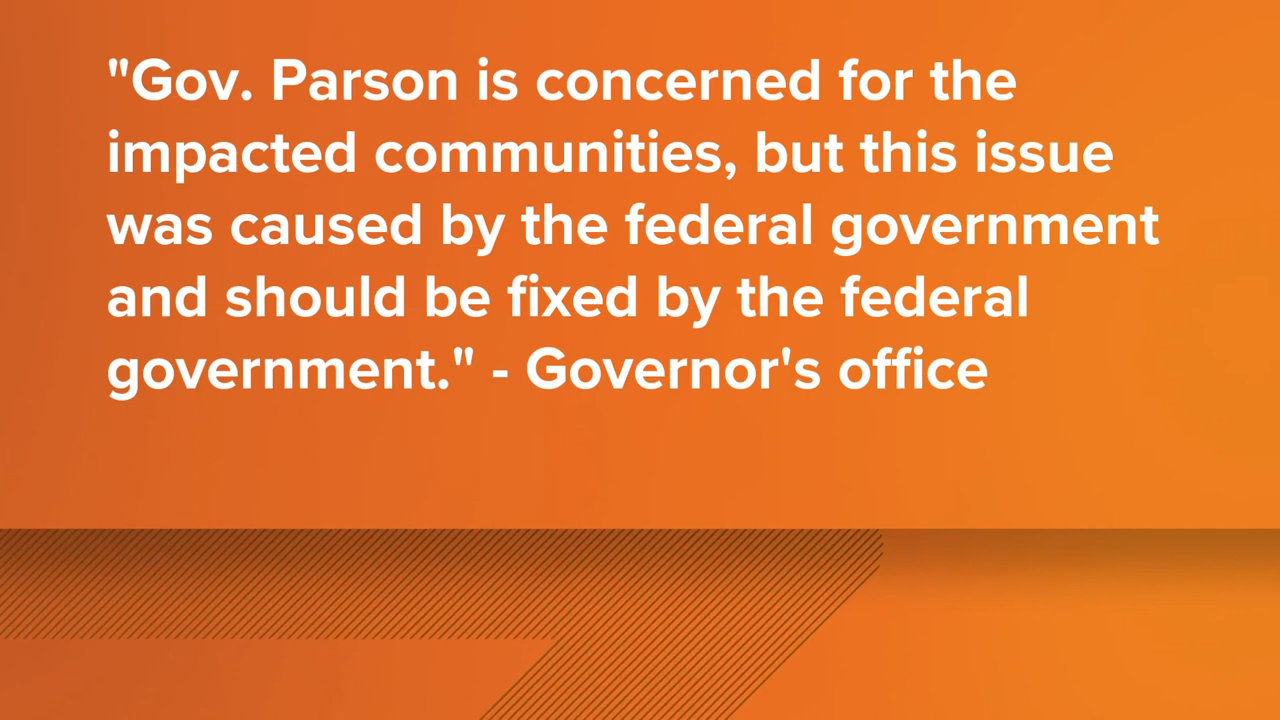 "Gov. Parson is concerned for the
impacted communities, but this issue
was caused by the federal government
and should be fixed by the federal
government." - Governor's office